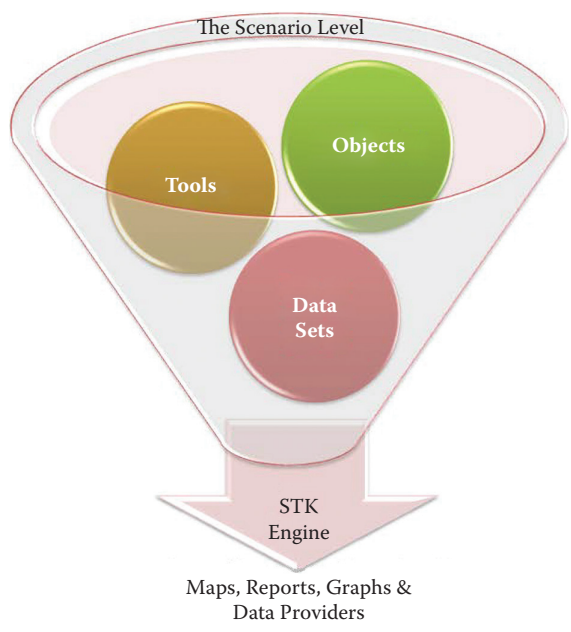 The Scenario Level
Objects
Tools
Data
Sets
STK
Engine
Maps, Reports, Graphs &
Data Providers